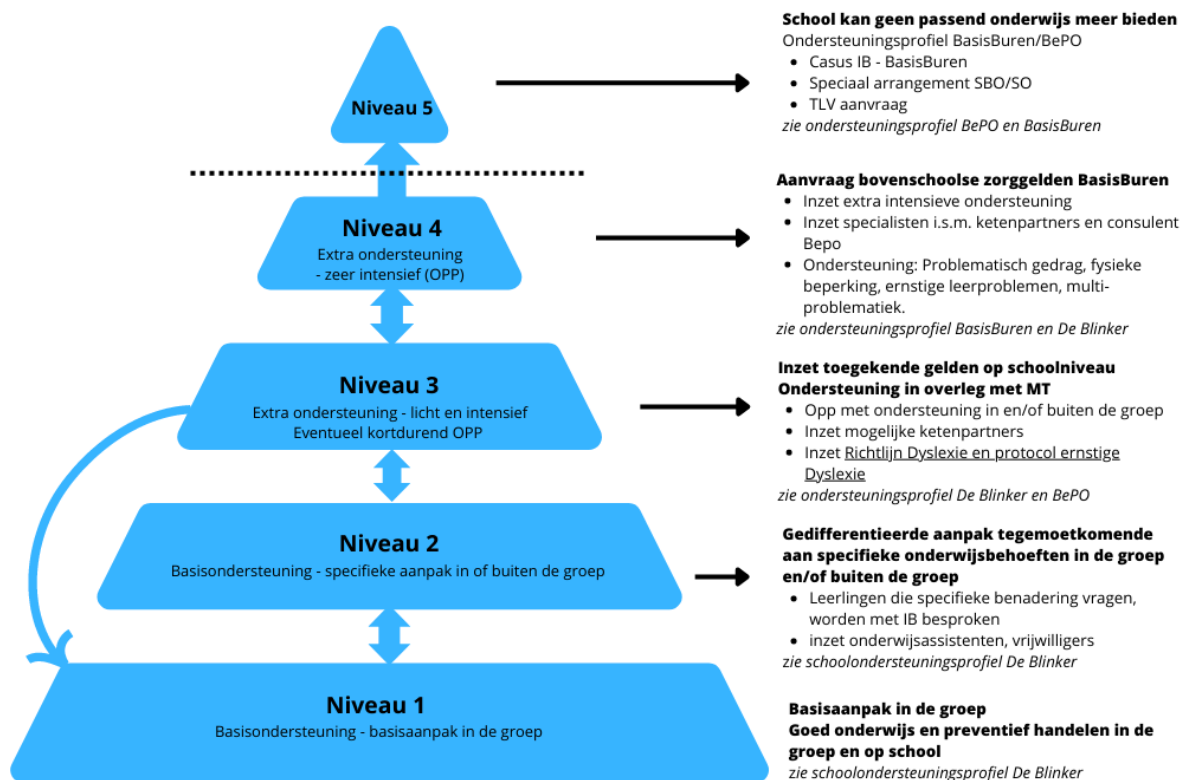 School kan geen passend onderwijs meer bieden
Ondersteuningsprofiel BasisBuren/BePO
• Casus IB - BasisBuren
• Speciaal arrangement SBO/SO
• TLV aanvraag
zie ondersteuningsprofiel BePO en BasisBuren
Niveau 5
Aanvraag bovenschoolse zorggelden BasisBuren
• Inzet extra intensieve ondersteuning
• Inzet specialisten i.s.m. ketenpartners en consulent
Bepo
• Ondersteuning: Problematisch gedrag, fysieke
beperking, ernstige leerproblemen, multi-
problematiek.
zie ondersteuningsprofiel BasisBuren en De Blinker
Niveau 4
Extra ondersteuning
- zeer intensief (OPP)
Inzet toegekende gelden op schoolniveau
Ondersteuning in overleg met MT
• Opp met ondersteuning in en/of buiten de groep
• Inzet mogelijke ketenpartners
• Inzet Richtlijn Dyslexie en protocol ernstige
Dyslexie
zie ondersteuningsprofiel De Blinker en BePO
Niveau 3
Extra ondersteuning - licht en intensief
Eventueel kortdurend OPP
Gedifferentieerde aanpak tegemoetkomende
aan specifieke onderwijsbehoeften in de groep
en/of buiten de groep
• Leerlingen die specifieke benadering vragen,
worden met IB besproken
• inzet onderwijsassistenten, vrijwilligers
zie schoolondersteuningsprofiel De Blinker
Niveau 2
Basisondersteuning - specifieke aanpak in of buiten de groep
Niveau 1
Basisondersteuning - basisaanpak in de groep
Basisaanpak in de groep
Goed onderwijs en preventief handelen in de
groep en op school
zie schoolondersteuningsprofiel De Blinker